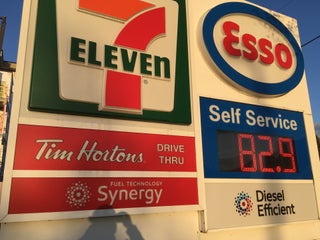 7
ELEVEn
Esso
Self Service
82.9
Tim Hortons
DRIVE
THRU
FUEL TECHNOLOGY
Synergy
Diesel
Efficient